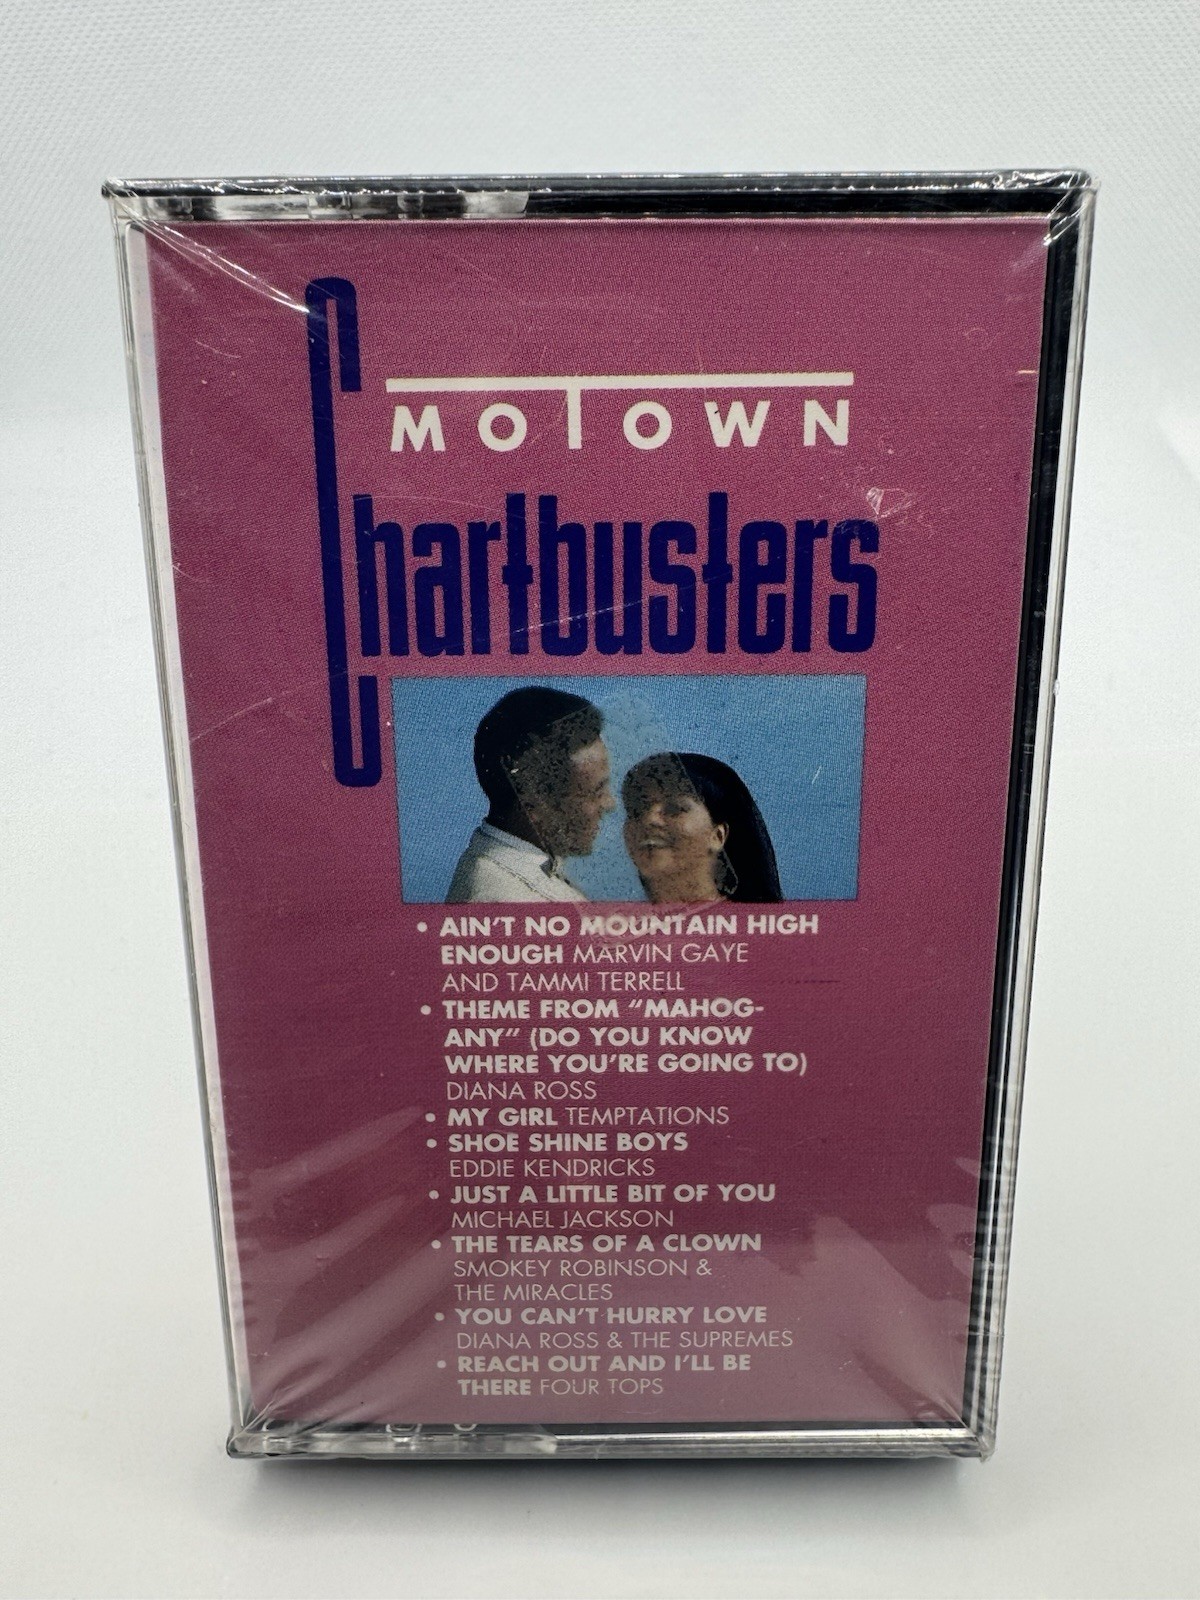 MOTOWN
Chartbusters
• AIN'T NO MOUNTAIN HIGH
ENOUGH MARVIN GAYE
AND TAMMI TERRELL
• THEME FROM "MAHOG-
ANY" (DO YOU KNOW
WHERE YOU'RE GOING TO)
DIANA ROSS
• MY GIRL TEMPTATIONS
• SHOE SHINE BOYS
EDDIE KENDRICKS
• JUST A LITTLE BIT OF YOU
MICHAEL JACKSON
• THE TEARS OF A CLOWN
SMOKEY ROBINSON &
THE MIRACLES
• YOU CAN'T HURRY LOVE
DIANA ROSS & THE SUPREMES
• REACH OUT AND I'LL BE
THERE FOUR TOPS